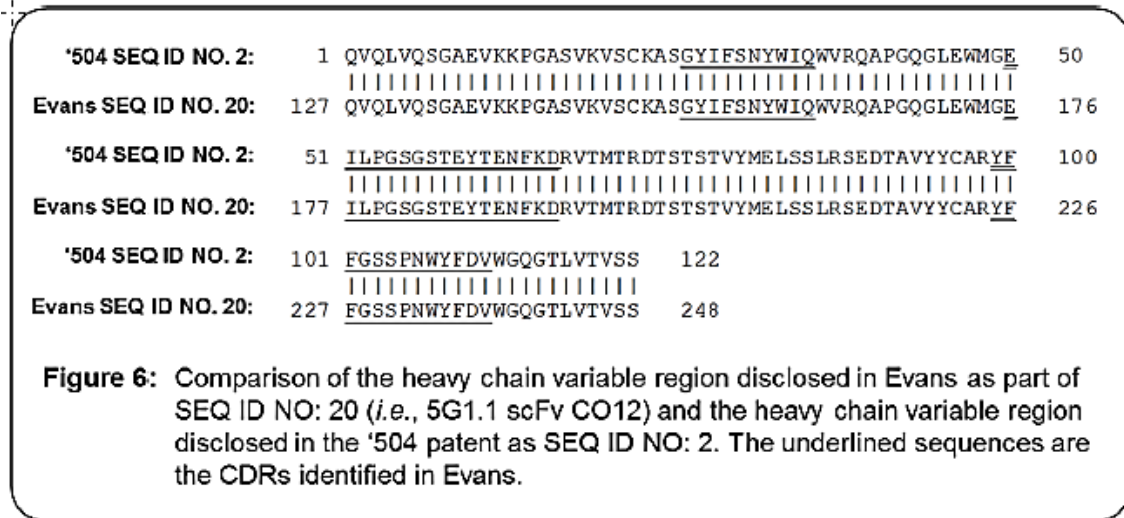 '504 SEQ ID NO. 2: 1 QVQLVQSGAEVKKPGASVKVSCKASGYIFSNYWIQWVRQAPGQGLEWMGE 50
Evans SEQ ID NO. 20: 127 QVQLVQSGAEVKKPGASVKVSCKASGYIFSNYWIQWVRQAPGQGLEWMGE 176
'504 SEQ ID NO. 2: 51 ILPGSGSTEYTENFKDRVTMTRDTSTSTVYMELSSLRSEDTAVYYCARYF 100
Evans SEQ ID NO. 20: 177 ILPGSGSTEYTENFKDRVTMTRDTSTSTVYMELSSLRSEDTAVYYCARYF 226
'504 SEQ ID NO. 2: 101 FGSSPNWYFDVWGQGTLVTVSS 122
Evans SEQ ID NO. 20: 227 FGSSPNWYFDVWGQGTLVTVSS 248
Figure 6: Comparison of the heavy chain variable region disclosed in Evans as part of
SEQ ID NO: 20 (i.e., 5G1.1 scFv CO12) and the heavy chain variable region
disclosed in the '504 patent as SEQ ID NO: 2. The underlined sequences are
the CDRs identified in Evans.